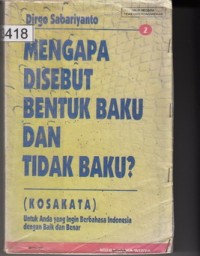 Dirgo Sabariyanto
2
418
MENGAPA
DISEBUT
BENTUK BAKU
DAN
TIDAK BAKU?
(KOSAKATA)
Untuk Anda yang Ingin Berbahasa Indonesia
dengan Baik dan Benar